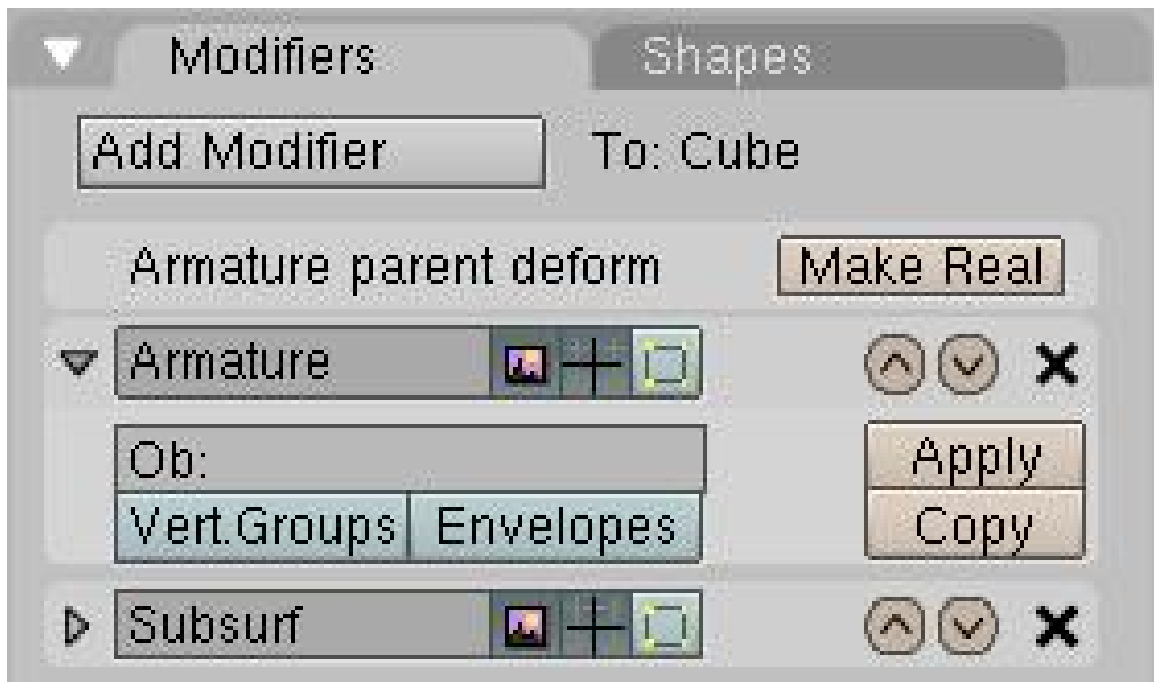 Modifiers Shapes
Add Modifier To: Cube
Armature parent deform Make Real
Armature
Ob: Apply
Vert.Groups Envelopes Copy
Subsurf